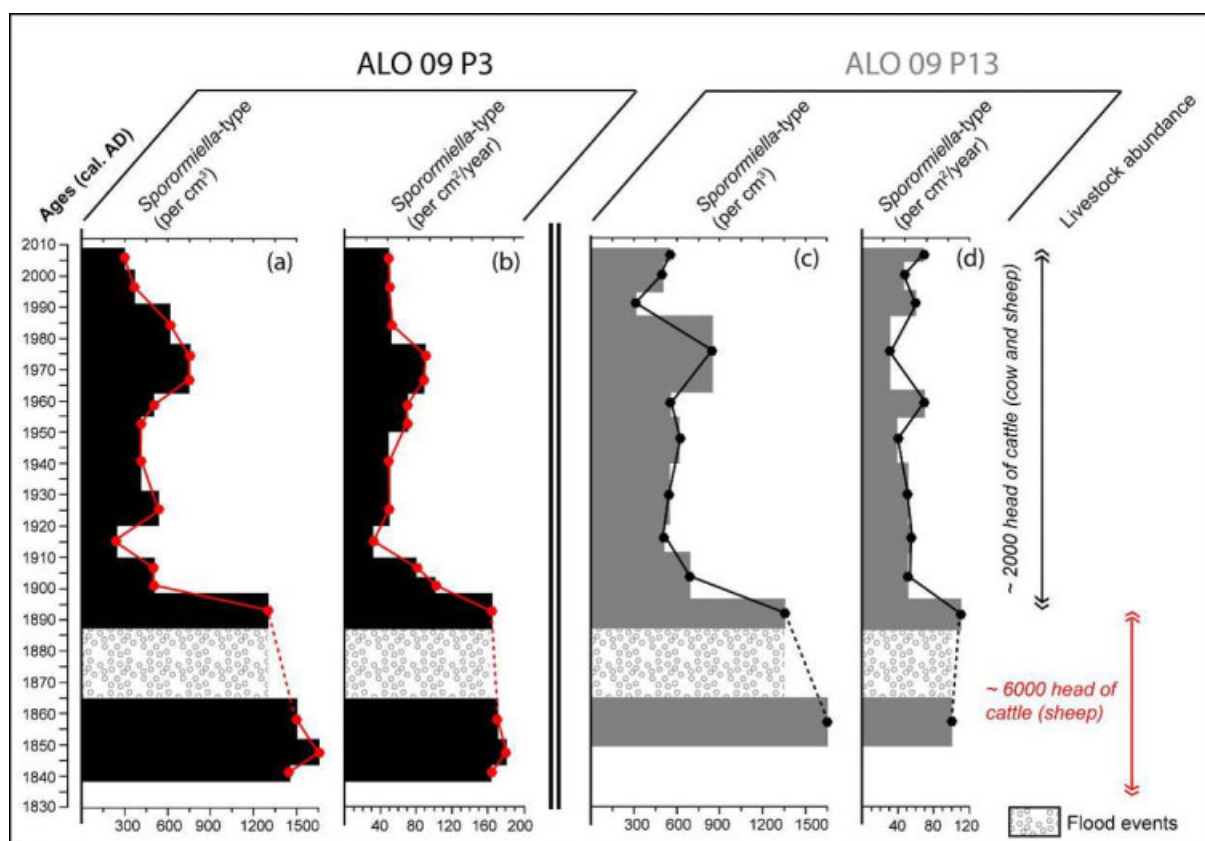 ALO 09 P3
ALO 09 P13
Ages (cal. AD)
Sporormiella-type
(per cm³)
Sporormiella-type
(per cm²/year)
Sporormiella-type
(per cm³)
Sporormiella-type
(per cm²/year)
Livestock abundance
(a)
(b)
(c)
(d)
2010
2000
1990
1980
1970
1960
1950
1940
1930
1920
1910
1900
1890
1880
1870
1860
1850
1840
1830
300 900 1500
40 80 120 160 200
300 900 1500
40 80 120
~ 2000 head of cattle (cow and sheep)
~ 6000 head of
cattle (sheep)
Flood events